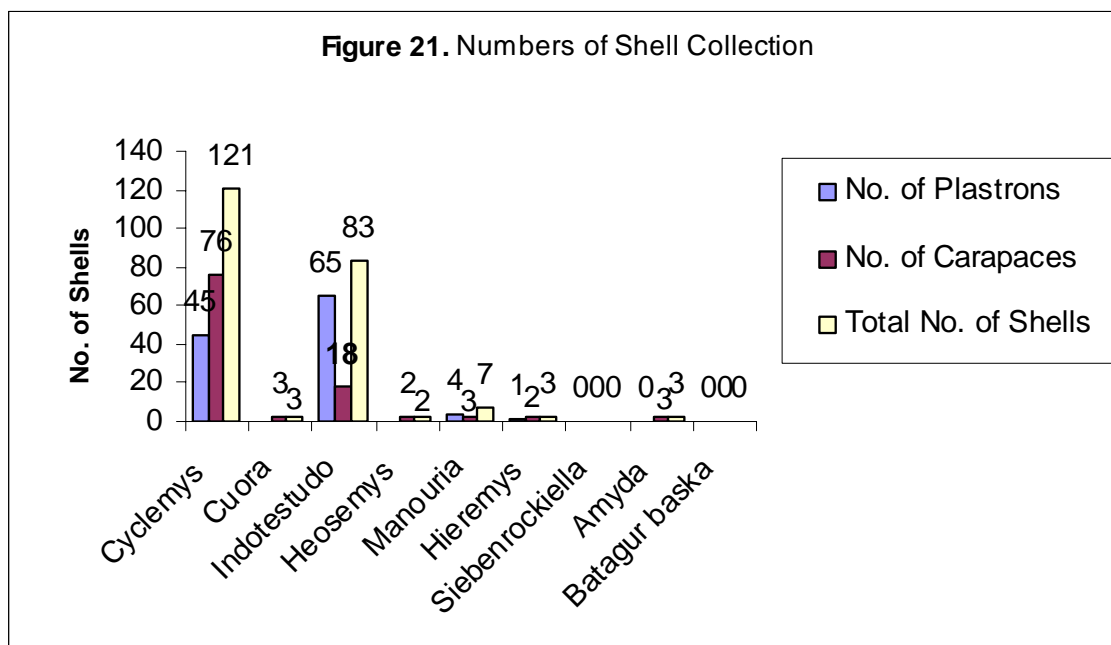 Figure 21. Numbers of Shell Collection
No. of Shells
140
120
100
80
60
40
20
0
45
76
121
3
3
65
18
83
2
2
4
3
7
1
2
3
000
0
3
3
000
Cyclemys
Cuora
Indotestudo
Heosemys
Manouria
Hieremys
Siebenrockiella
Amyda
Batagur baska
No. of Plastrons
No. of Carapaces
Total No. of Shells